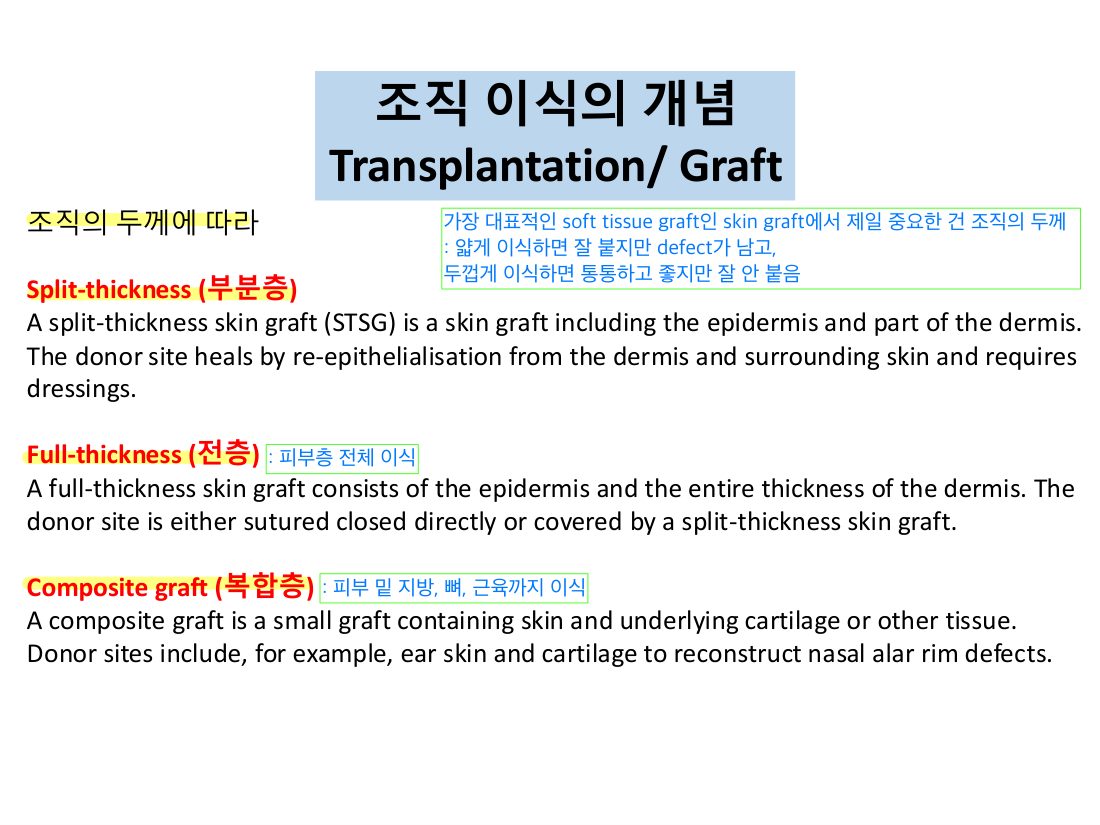 조직 이식의 개념
Transplantation/ Graft
조직의 두께에 따라
가장 대표적인 soft tissue graft인 skin graft에서 제일 중요한 건 조직의 두께
: 얇게 이식하면 잘 붙지만 defect가 남고,
두껍게 이식하면 통통하고 좋지만 잘 안 붙음
Split-thickness (부분층)
A split-thickness skin graft (STSG) is a skin graft including the epidermis and part of the dermis.
The donor site heals by re-epithelialisation from the dermis and surrounding skin and requires
dressings.
Full-thickness (전층) : 피부층 전체 이식
A full-thickness skin graft consists of the epidermis and the entire thickness of the dermis. The
donor site is either sutured closed directly or covered by a split-thickness skin graft.
Composite graft (복합층) : 피부 밑 지방, 뼈, 근육까지 이식
A composite graft is a small graft containing skin and underlying cartilage or other tissue.
Donor sites include, for example, ear skin and cartilage to reconstruct nasal alar rim defects.